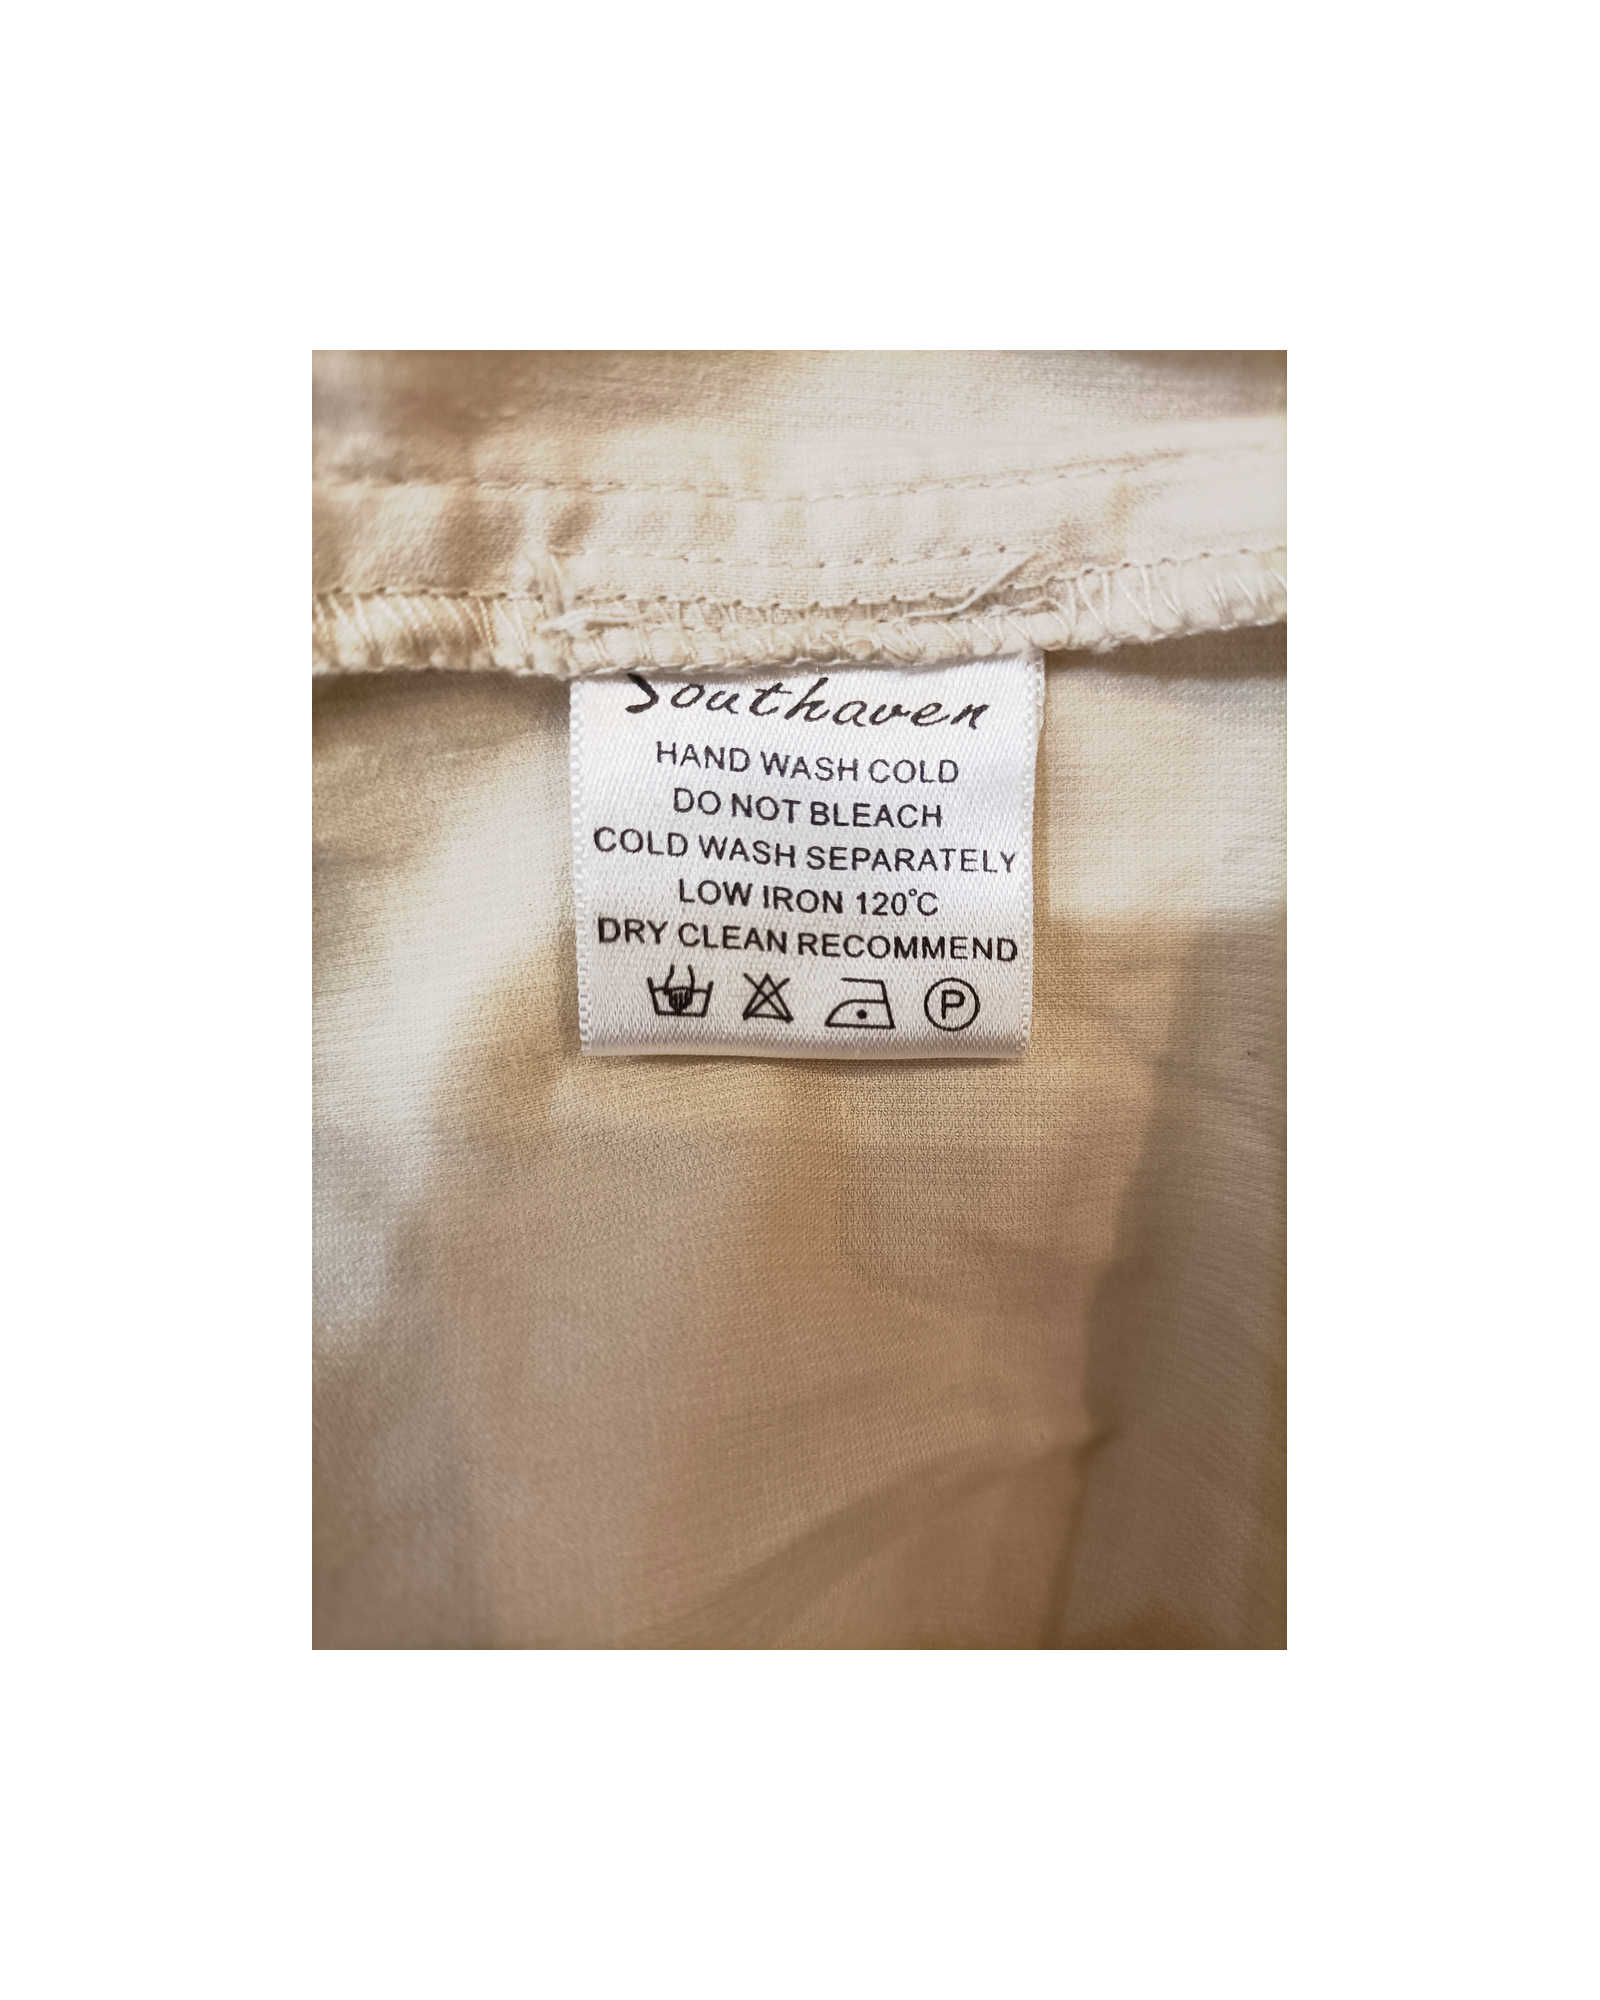 Southaven
HAND WASH COLD
DO NOT BLEACH
COLD WASH SEPARATELY
LOW IRON 120°C
DRY CLEAN RECOMMEND
P